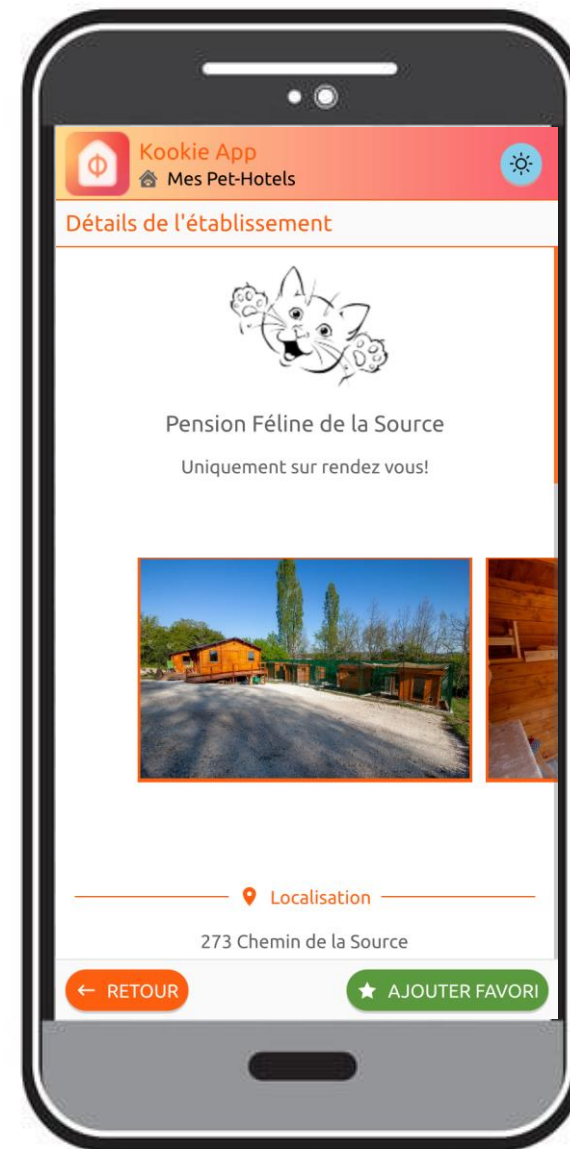 Kookie App
Mes Pet-Hotels
Détails de l'établissement
Pension Féline de la Source
Uniquement sur rendez vous!
Localisation
273 Chemin de la Source
RETOUR
AJOUTER FAVORI